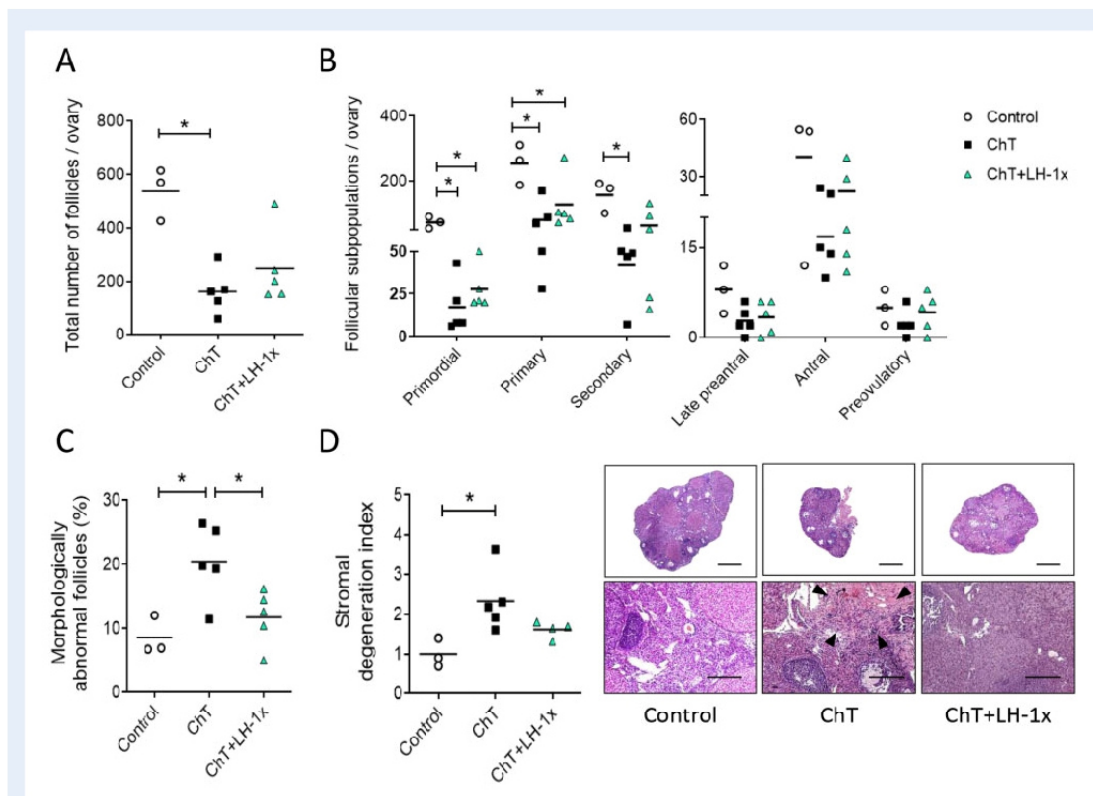 A
Total number of follicles / ovary
800
600
400
200
0
*
Control
ChT
ChT+LH-1x
B
Follicular subpopulations / ovary
400
200
50
25
0
*
*
*
*
*
Primordial
Primary
Secondary
60
30
15
0
Late preantral
Antral
Preovulatory
Control
ChT
ChT+LH-1x
C
Morphologically
abnormal follicles (%)
30
20
10
0
*
*
Control
ChT
ChT+LH-1x
D
Stromal
degeneration index
5
4
3
2
1
0
*
Control
ChT
ChT+LH-1x
Control
ChT
ChT+LH-1x